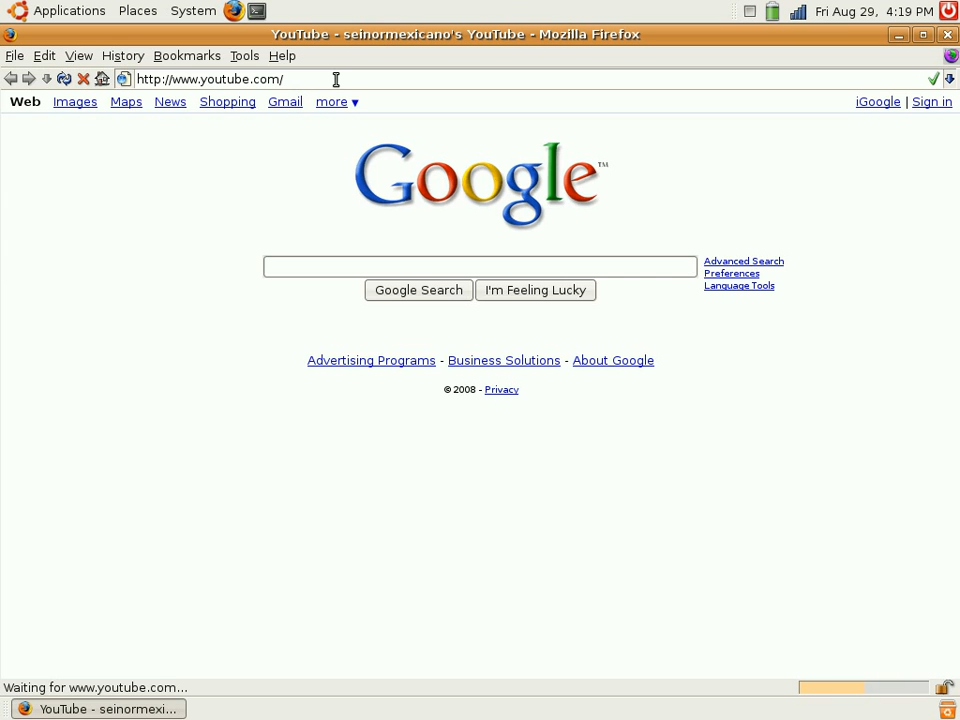 Applications Places System Fri Aug 29, 4:19 PM
YouTube - seinormexicano's YouTube - Mozilla Firefox
File Edit View History Bookmarks Tools Help
http://www.youtube.com/
Web Images Maps News Shopping Gmail more ▼ iGoogle | Sign in
Google™
Advanced Search
Preferences
Language Tools
Google Search I'm Feeling Lucky
Advertising Programs - Business Solutions - About Google
© 2008 - Privacy
Waiting for www.youtube.com...
YouTube - seinormexi...